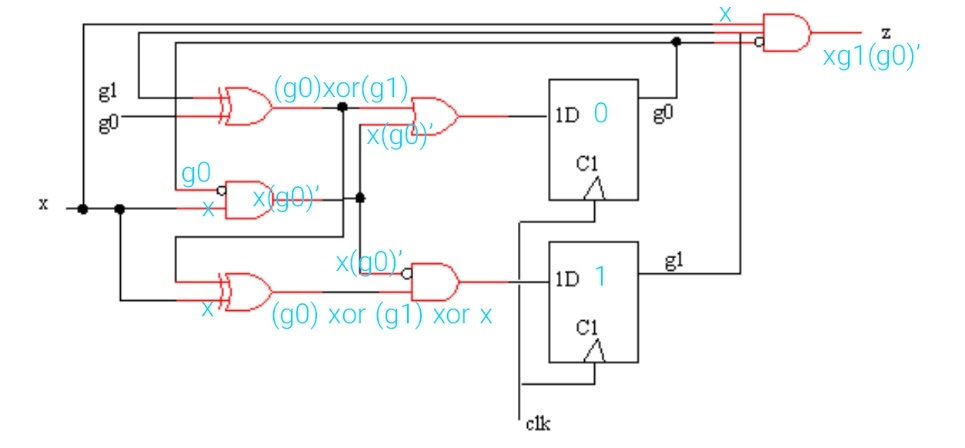 x
z
xg1(g0)’
g1
(g0)xor(g1)
g0
x(g0)’
1D 0
g0
C1
g0
x
x(g0)’
x
x(g0)’
1D 1
g1
x
(g0) xor (g1) xor x
C1
clk